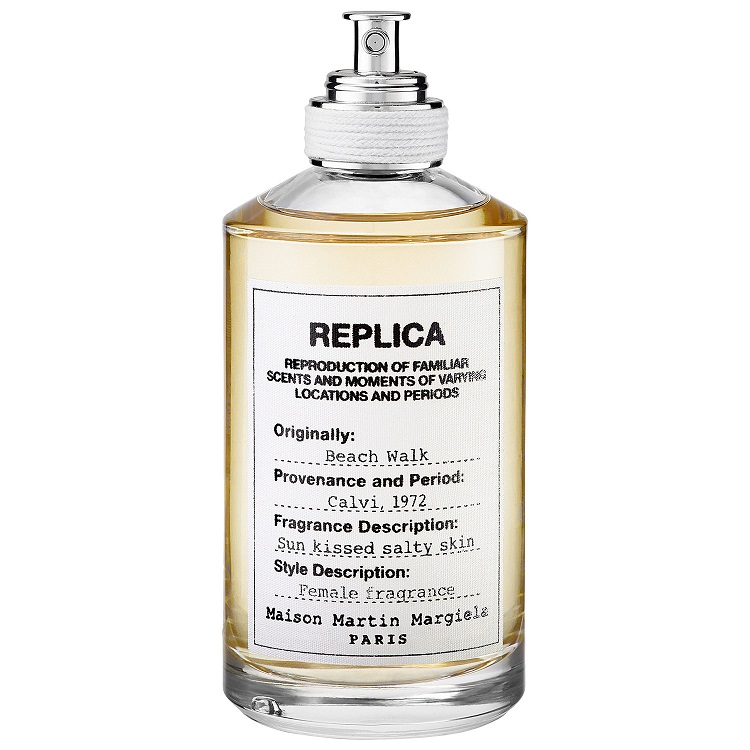 REPLICA
REPRODUCTION OF FAMILIAR
SCENTS AND MOMENTS OF VARYING
LOCATIONS AND PERIODS
Originally:
Beach Walk
Provenance and Period:
Calvi, 1972
Fragrance Description:
Sun kissed salty skin
Style Description:
Female fragrance
Maison Martin Margiela
PARIS